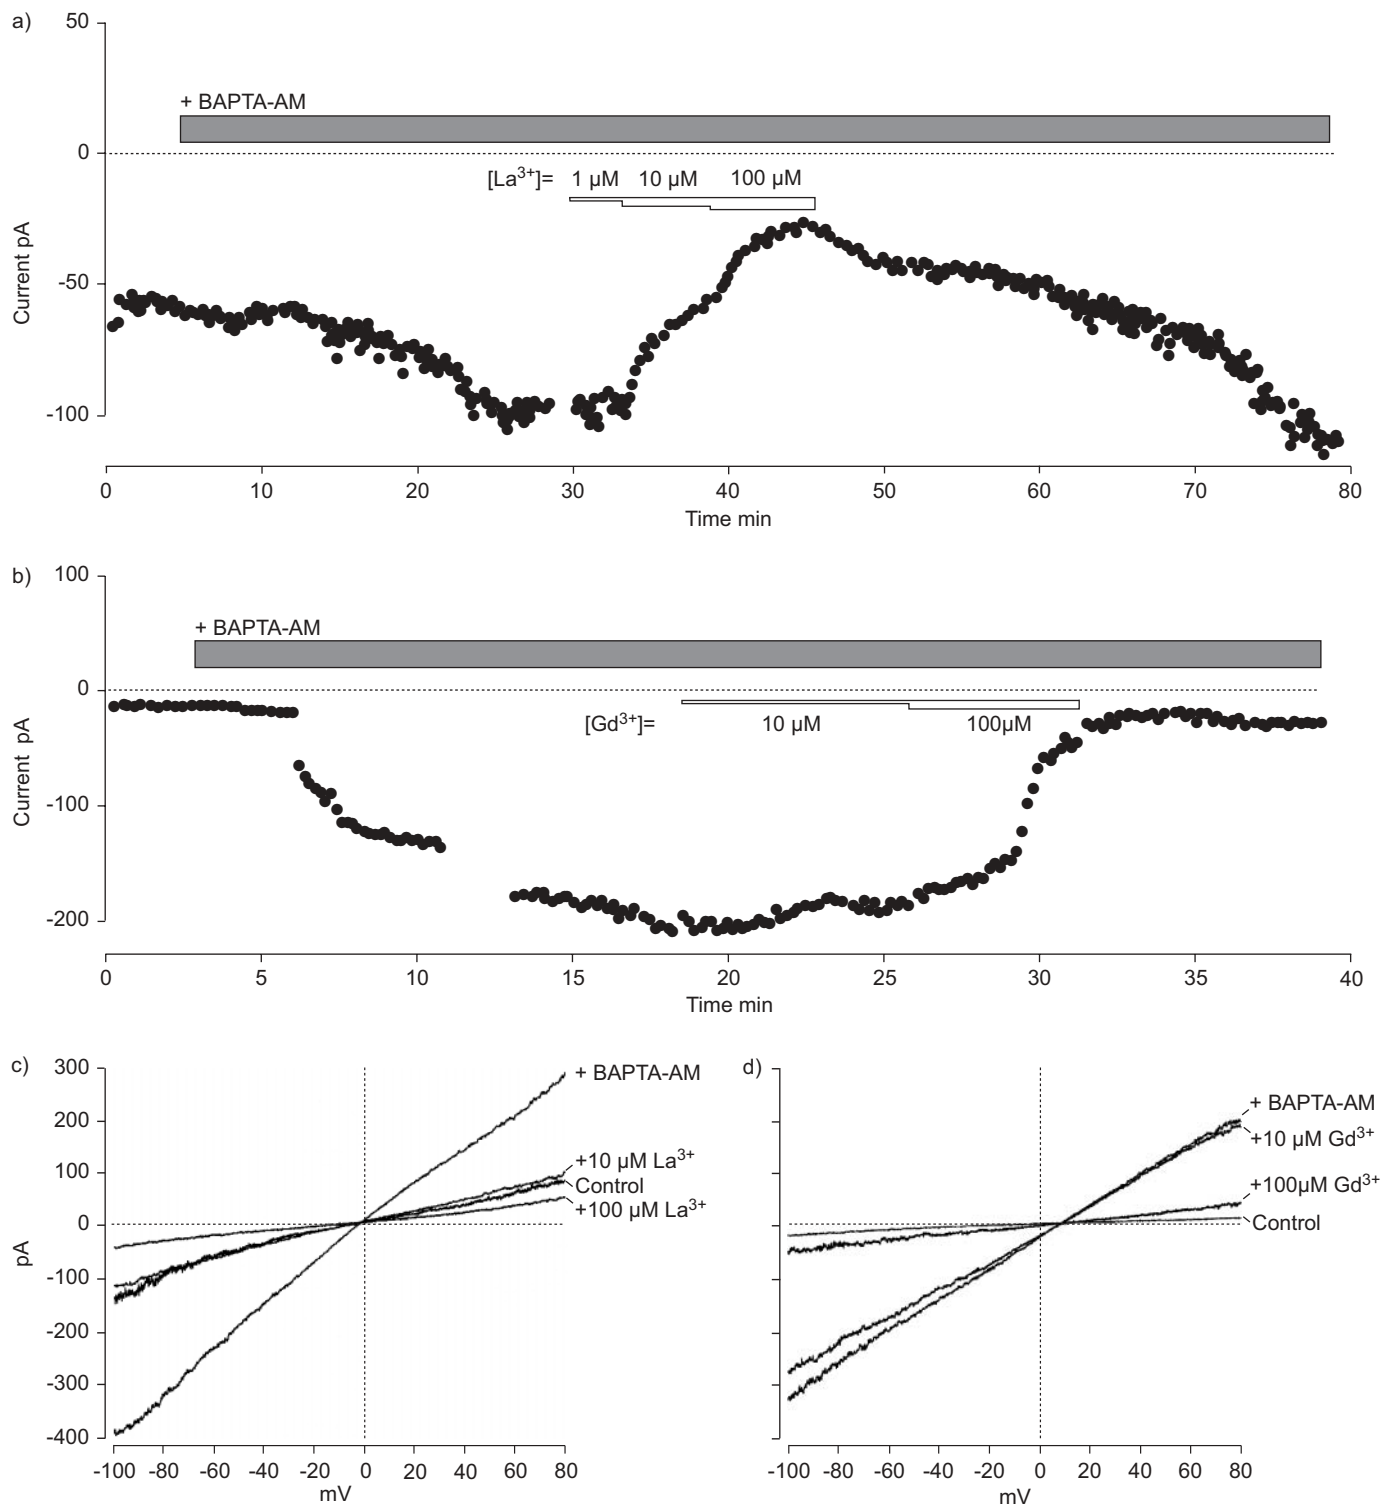 a)
50
+ BAPTA-AM
0
[La³⁺]= 1 µM 10 µM 100 µM
-50
-100
Current pA
0 10 20 30 40 50 60 70 80
Time min
b)
100
+ BAPTA-AM
0
[Gd³⁺]= 10 µM 100µM
-100
-200
Current pA
0 5 10 15 20 25 30 35 40
Time min
c)
300
+ BAPTA-AM
200
100
+10 µM La³⁺
Control
+100 µM La³⁺
0
-100
-200
-300
-400
pA
-100 -80 -60 -40 -20 0 20 40 60 80
mV
d)
+ BAPTA-AM
+10 µM Gd³⁺
+100µM Gd³⁺
Control
-100 -80 -60 -40 -20 0 20 40 60 80
mV